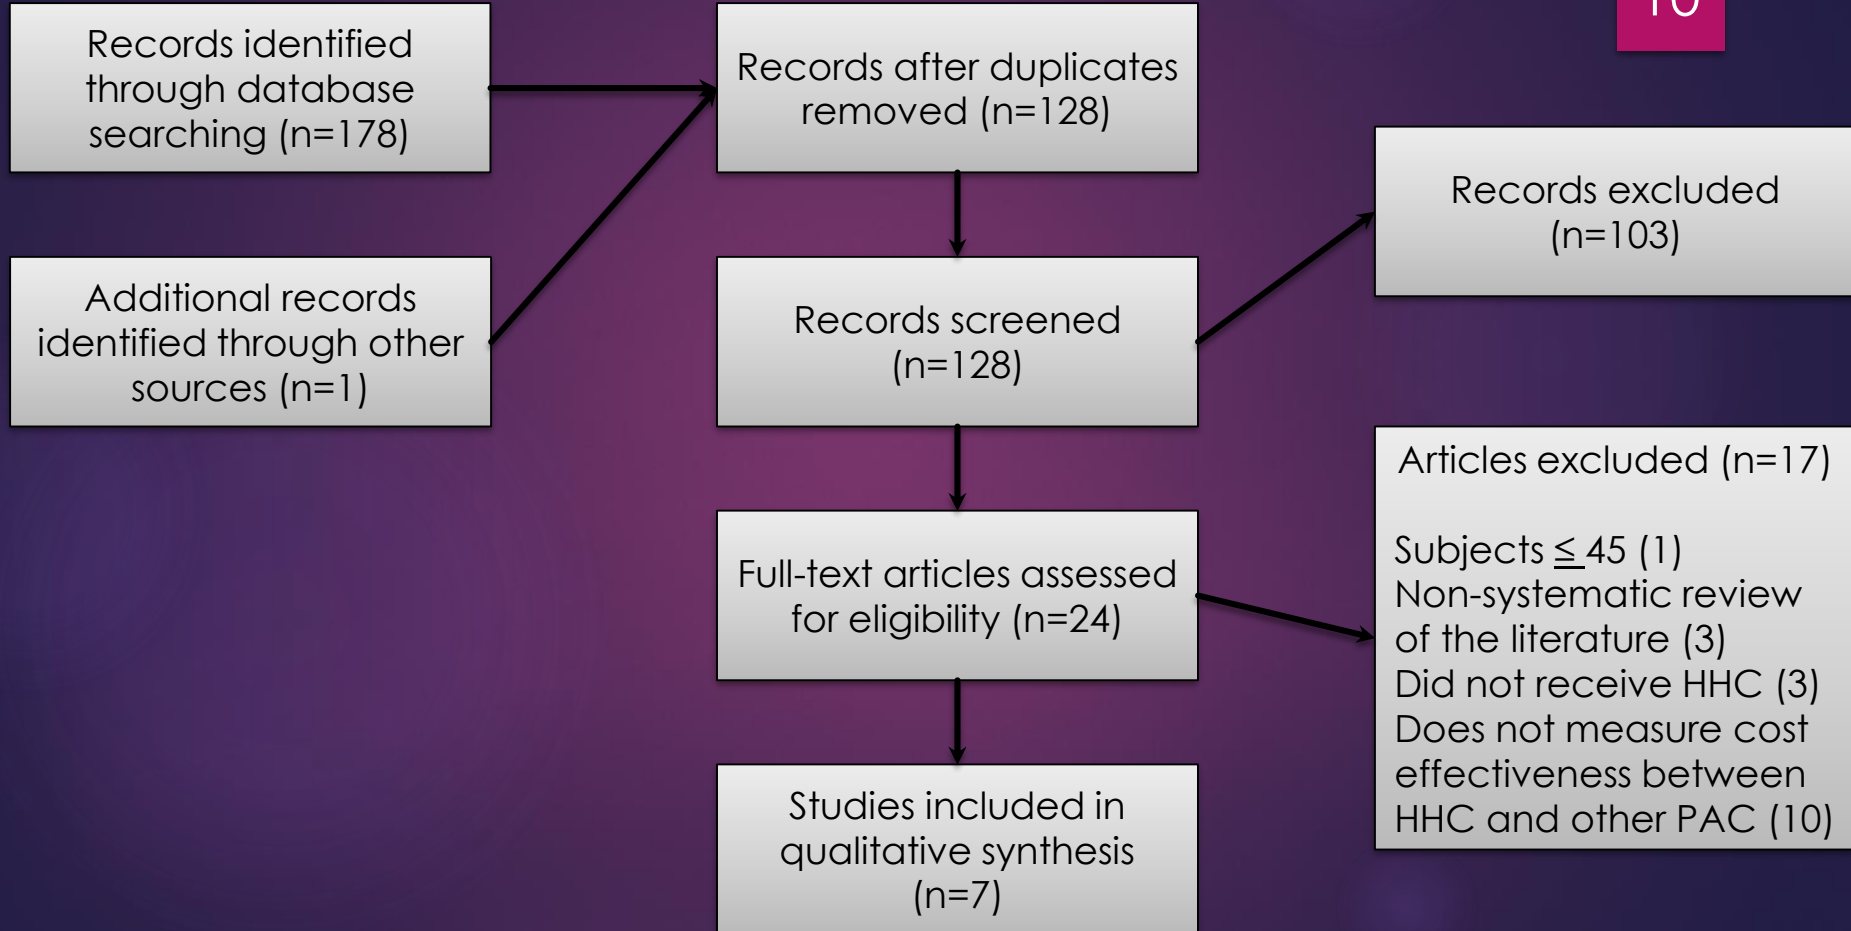 10
Records identified
through database
searching (n=178)
Records after duplicates
removed (n=128)
Additional records
identified through other
sources (n=1)
Records screened
(n=128)
Records excluded
(n=103)
Full-text articles assessed
for eligibility (n=24)
Articles excluded (n=17)
Subjects ≤ 45 (1)
Non-systematic review
of the literature (3)
Did not receive HHC (3)
Does not measure cost
effectiveness between
HHC and other PAC (10)
Studies included in
qualitative synthesis
(n=7)